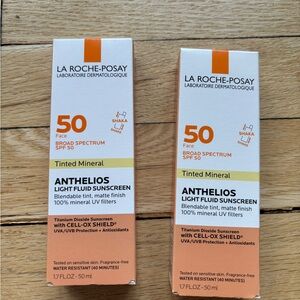 LA ROCHE-POSAY
LABORATOIRE DERMATOLOGIQUE
50
Face
SHAKA
BROAD SPECTRUM
SPF 50
Tinted Mineral
ANTHELIOS
LIGHT FLUID SUNSCREEN
Blendable tint, matte finish
100% mineral UV filters
Titanium Dioxide Sunscreen
with CELL-OX SHIELD®
UVA/UVB Protection + Antioxidants
Tested on sensitive skin. Fragrance-free
WATER RESISTANT (40 MINUTES)
1.7 FL.OZ - 50 ml
LA ROCHE-POSAY
LABORATOIRE DERMATOLOGIQUE
50
Face
SHAKA
BROAD SPECTRUM
SPF 50
Tinted Mineral
ANTHELIOS
LIGHT FLUID SUNSCREEN
Blendable tint, matte finish
100% mineral UV filters
Titanium Dioxide Sunscreen
with CELL-OX SHIELD®
UVA/UVB Protection + Antioxidants
Tested on sensitive skin. Fragrance-free
WATER RESISTANT (40 MINUTES)
1.7 FL.OZ - 50 ml